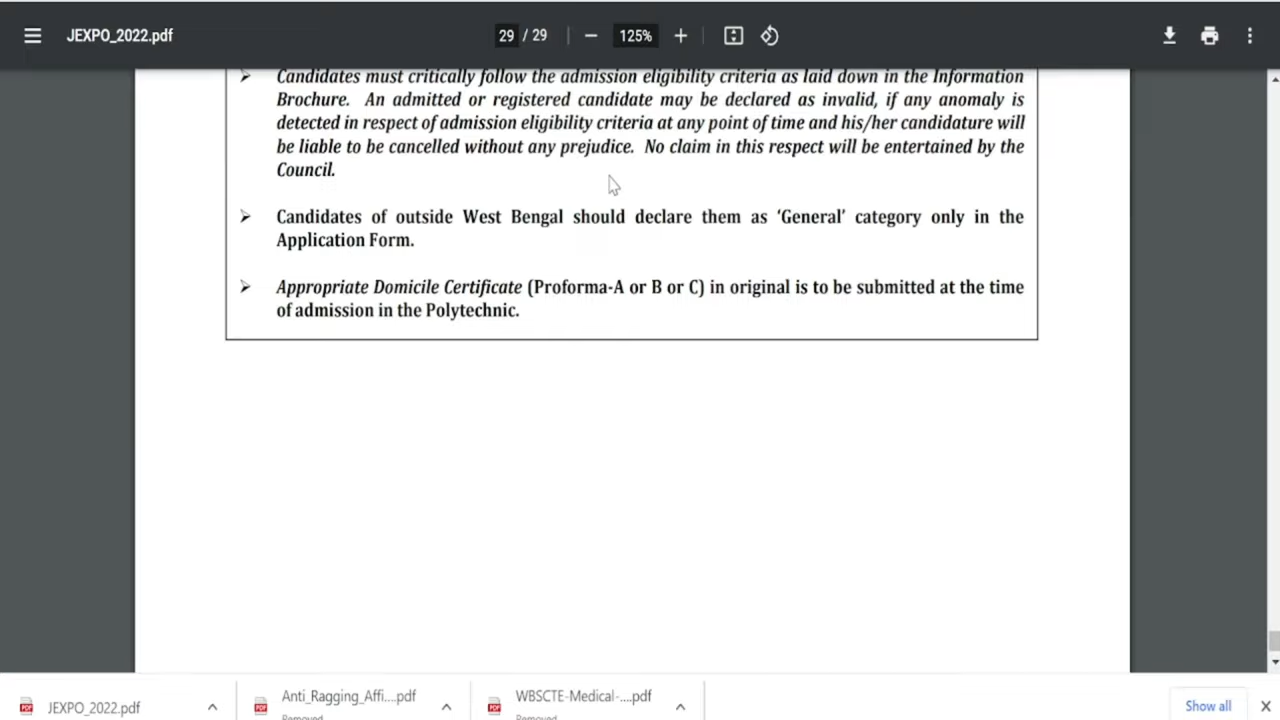 JEXPO_2022.pdf
29 / 29
125%
Candidates must critically follow the admission eligibility criteria as laid down in the Information
Brochure. An admitted or registered candidate may be declared as invalid, if any anomaly is
detected in respect of admission eligibility criteria at any point of time and his/her candidature will
be liable to be cancelled without any prejudice. No claim in this respect will be entertained by the
Council.
Candidates of outside West Bengal should declare them as ‘General’ category only in the
Application Form.
Appropriate Domicile Certificate (Proforma-A or B or C) in original is to be submitted at the time
of admission in the Polytechnic.
JEXPO_2022.pdf
Anti_Ragging_Affi....pdf
Removed
WBSCTE-Medical-....pdf
Removed
Show all